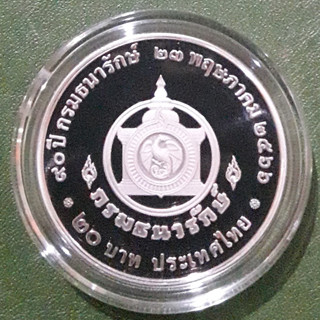 ๙๐ปี กรมธนารักษ์ ๒๓ พฤษภาคม ๒๕๖๖
กรมธนารักษ์
๒๐ บาท ประเทศไทย